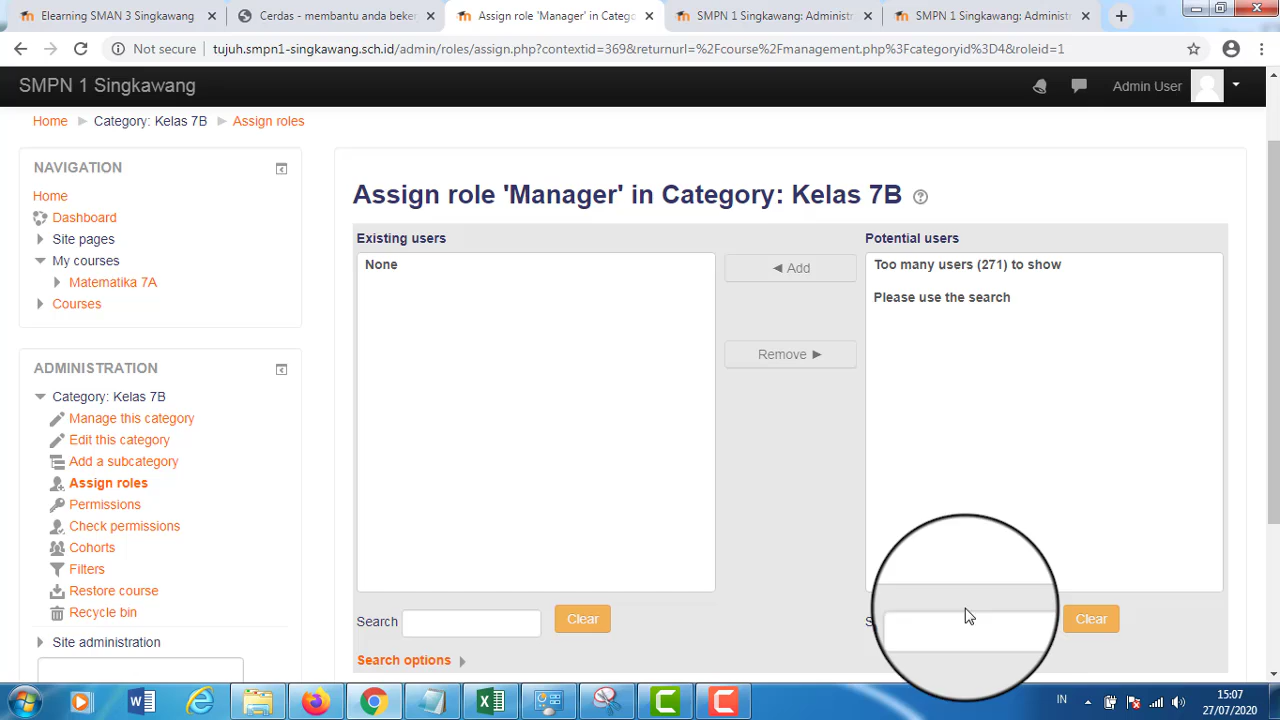 Elearning SMAN 3 Singkawang
Cerdas - membantu anda beker
Assign role 'Manager' in Catego
SMPN 1 Singkawang: Administr
SMPN 1 Singkawang: Administr
Not secure
tujuh.smpn1-singkawang.sch.id/admin/roles/assign.php?contextid=369&returnurl=%2Fcourse%2Fmanagement.php%3Fcategoryid%3D4&roleid=1
SMPN 1 Singkawang
Admin User
Home
Category: Kelas 7B
Assign roles
NAVIGATION
Home
Dashboard
Site pages
My courses
Matematika 7A
Courses
ADMINISTRATION
Category: Kelas 7B
Manage this category
Edit this category
Add a subcategory
Assign roles
Permissions
Check permissions
Cohorts
Filters
Restore course
Recycle bin
Site administration
Assign role 'Manager' in Category: Kelas 7B
Existing users
None
◄ Add
Remove ►
Potential users
Too many users (271) to show
Please use the search
Search
Clear
Clear
Search options
IN
15:07
27/07/2020